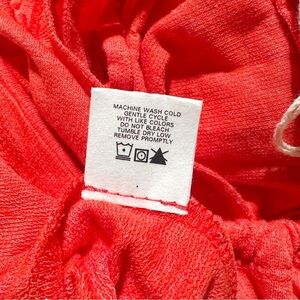 MACHINE WASH COLD
GENTLE CYCLE
WITH LIKE COLORS
DO NOT BLEACH
TUMBLE DRY LOW
REMOVE PROMPTLY